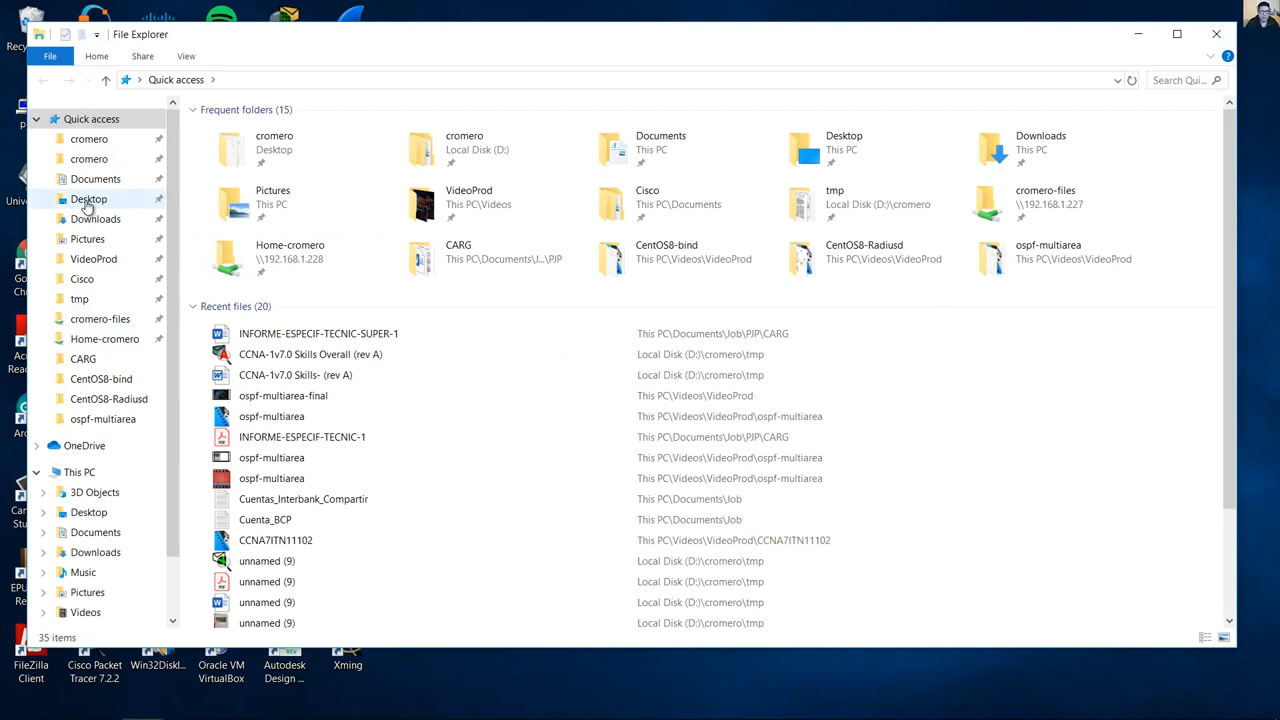 Recy
File Explorer
File
Home
Share
View
Quick access
Search Qui...
Quick access
cromero
cromero
Documents
Desktop
Downloads
Pictures
VideoProd
Cisco
tmp
cromero-files
Home-cromero
CARG
CentOS8-bind
CentOS8-Radiusd
ospf-multiarea
OneDrive
This PC
3D Objects
Desktop
Documents
Downloads
Music
Pictures
Videos
Frequent folders (15)
cromero
Desktop
cromero
Local Disk (D:)
Documents
This PC
Desktop
This PC
Downloads
This PC
Pictures
This PC
VideoProd
This PC\Videos
Cisco
This PC\Documents
tmp
Local Disk (D:)\cromero
cromero-files
\\192.168.1.227
Home-cromero
\\192.168.1.228
CARG
This PC\Documents\J...\PJP
CentOS8-bind
This PC\Videos\VideoProd
CentOS8-Radiusd
This PC\Videos\VideoProd
ospf-multiarea
This PC\Videos\VideoProd
Recent files (20)
INFORME-ESPECIF-TECNIC-SUPER-1 This PC\Documents\Job\PJP\CARG
CCNA-1v7.0 Skills Overall (rev A) Local Disk (D:)\cromero\tmp
CCNA-1v7.0 Skills- (rev A) Local Disk (D:)\cromero\tmp
ospf-multiarea-final This PC\Videos\VideoProd
ospf-multiarea This PC\Videos\VideoProd\ospf-multiarea
INFORME-ESPECIF-TECNIC-1 This PC\Documents\Job\PJP\CARG
ospf-multiarea This PC\Videos\VideoProd\ospf-multiarea
ospf-multiarea This PC\Videos\VideoProd\ospf-multiarea
Cuentas_Interbank_Compartir This PC\Documents\Job
Cuenta_BCP This PC\Documents\Job
CCNA7ITN11102 This PC\Videos\VideoProd\CCNA7ITN11102
unnamed (9) Local Disk (D:)\cromero\tmp
unnamed (9) Local Disk (D:)\cromero\tmp
unnamed (9) Local Disk (D:)\cromero\tmp
unnamed (9) Local Disk (D:)\cromero\tmp
35 items
p
Univ
G
Ch
Ac
Re
Arc
Can
Stu
EPU
Re
FileZilla
Client
Cisco Packet
Tracer 7.2.2
Win32Diskl...
Oracle VM
VirtualBox
Autodesk
Design ...
Xming